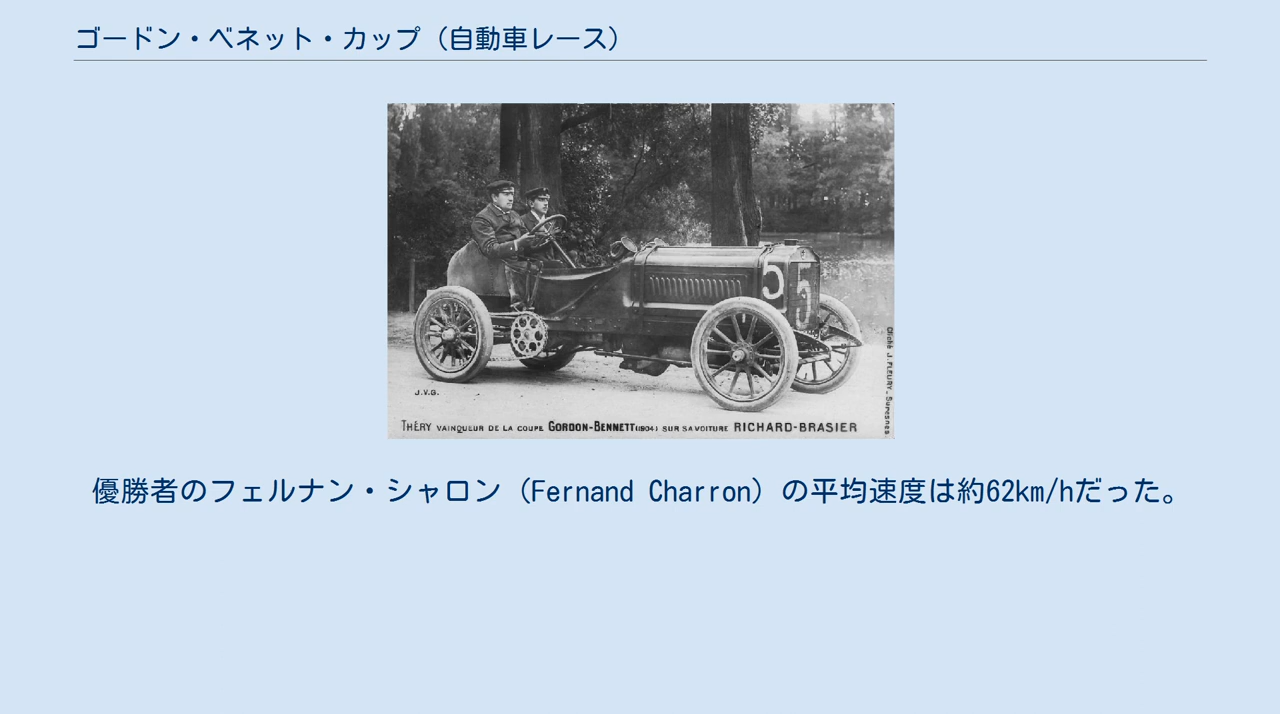 ゴードン・ベネット・カップ（自動車レース）
J.V.G.
Cliché J. FLEURY - Suresnes
THÉRY VAINQUEUR DE LA COUPE GORDON-BENNETT (1904) SUR SA VOITURE RICHARD-BRASIER
5 5
優勝者のフェルナン・シャロン（Fernand Charron）の平均速度は約62km/hだった。